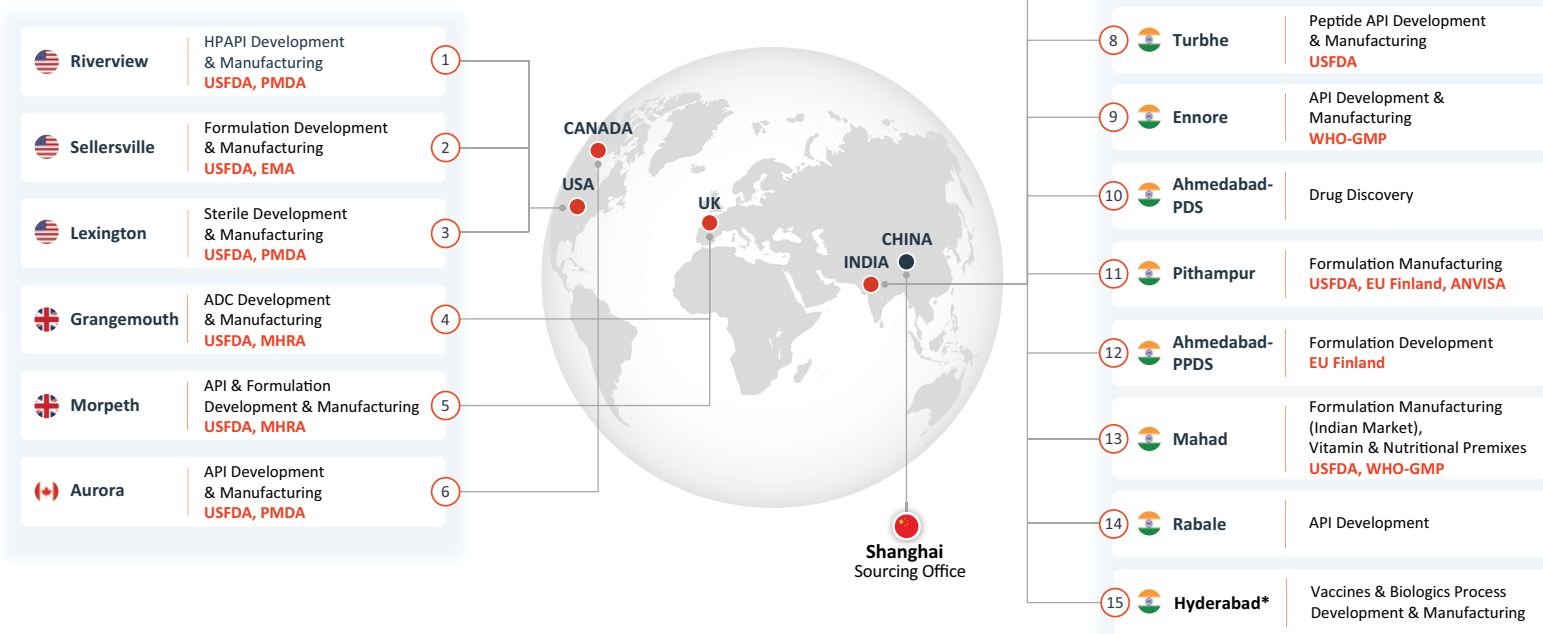 Riverview
HPAPI Development
& Manufacturing
USFDA, PMDA
1
Sellersville
Formulation Development
& Manufacturing
USFDA, EMA
2
Lexington
Sterile Development
& Manufacturing
USFDA, PMDA
3
Grangemouth
ADC Development
& Manufacturing
USFDA, MHRA
4
Morpeth
API & Formulation
Development & Manufacturing
USFDA, MHRA
5
Aurora
API Development
& Manufacturing
USFDA, PMDA
6
CANADA
USA
UK
CHINA
INDIA
Shanghai
Sourcing Office
8
Turbhe
Peptide API Development
& Manufacturing
USFDA
9
Ennore
API Development &
Manufacturing
WHO-GMP
10
Ahmedabad-
PDS
Drug Discovery
11
Pithampur
Formulation Manufacturing
USFDA, EU Finland, ANVISA
12
Ahmedabad-
PPDS
Formulation Development
EU Finland
13
Mahad
Formulation Manufacturing
(Indian Market),
Vitamin & Nutritional Premixes
USFDA, WHO-GMP
14
Rabale
API Development
15
Hyderabad*
Vaccines & Biologics Process
Development & Manufacturing